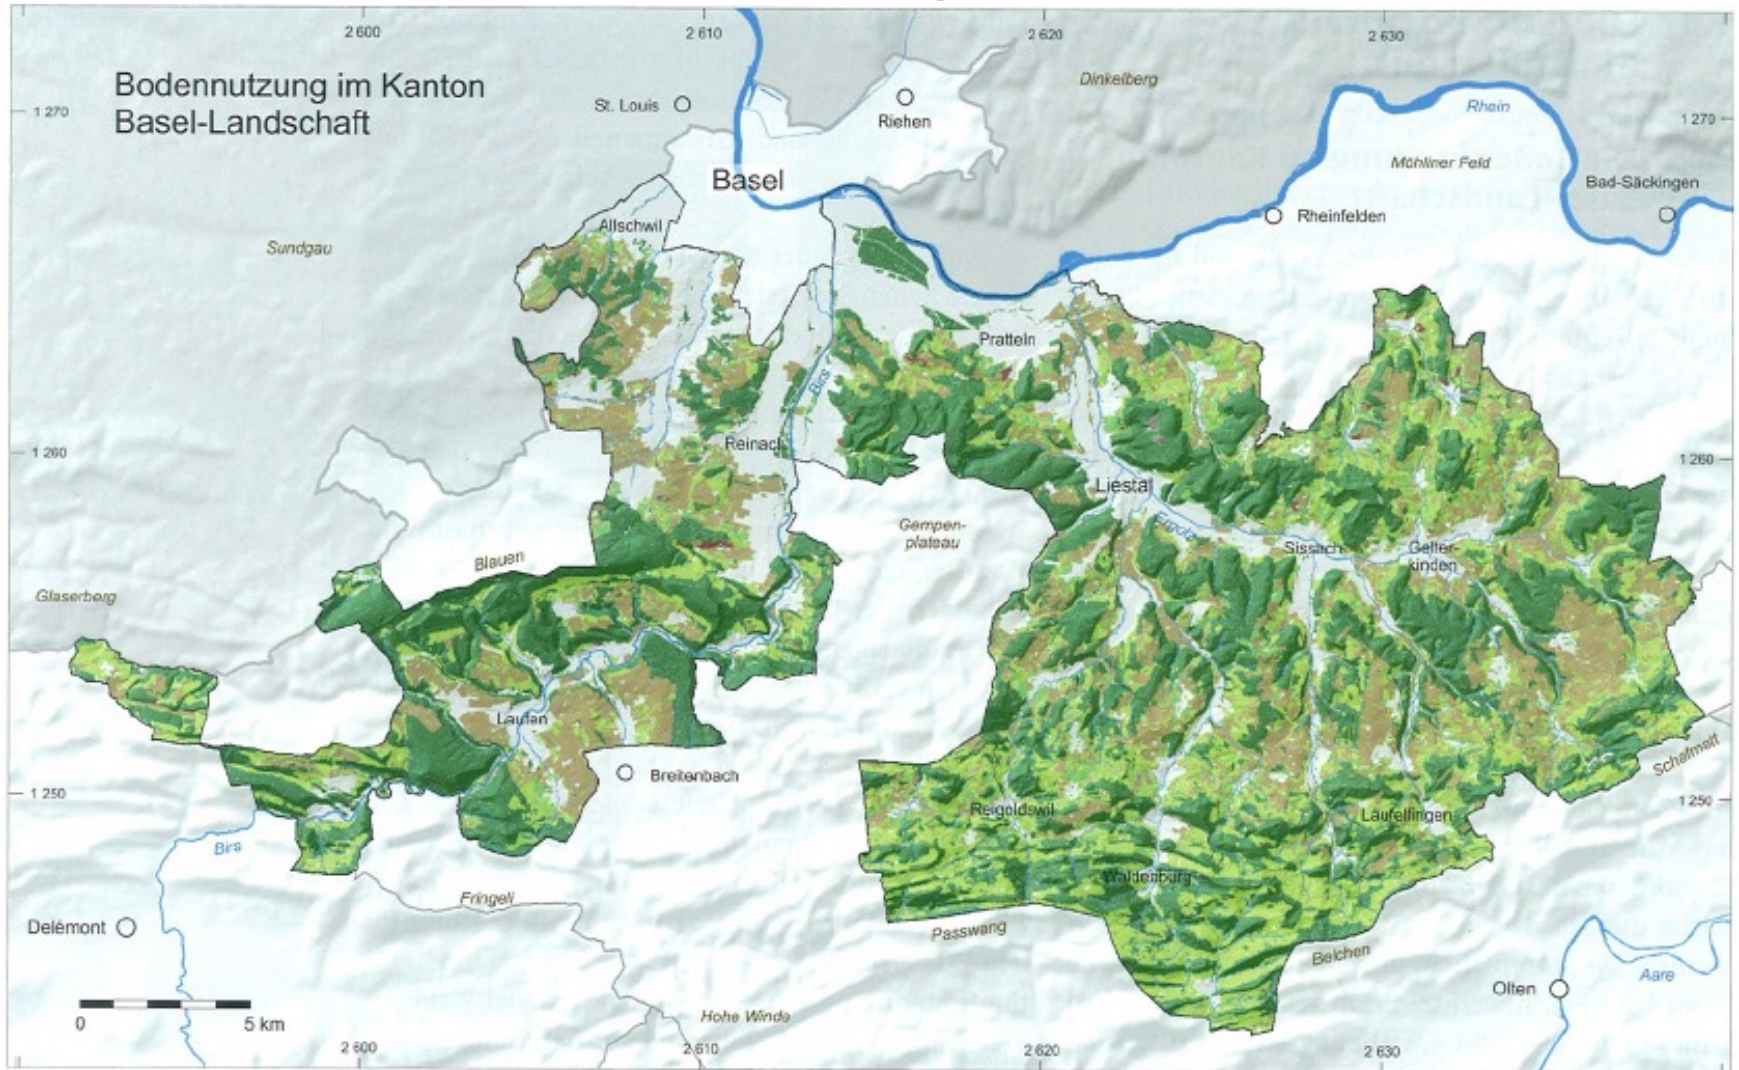 2 600
2 610
2 620
2 630
Bodennutzung im Kanton
Basel-Landschaft
Dinkelberg
St. Louis
Riehen
Rhein
1 270
1 270
Möhliner Feld
Basel
Bad-Säckingen
Rheinfelden
Allschwil
Sundgau
Pratteln
Birs
Reinach
1 260
1 260
Liestal
Gempen-
plateau
Ergolz
Sissach
Gelter-
kinden
Blauen
Glaserberg
Laufen
Breitenbach
Schafmatt
1 250
1 250
Reigoldswil
Läufelfingen
Birs
Waldenburg
Fringeli
Delémont
Passwang
Belchen
Aare
Olten
0
5 km
Hohe Winde
2 600
2 610
2 620
2 630